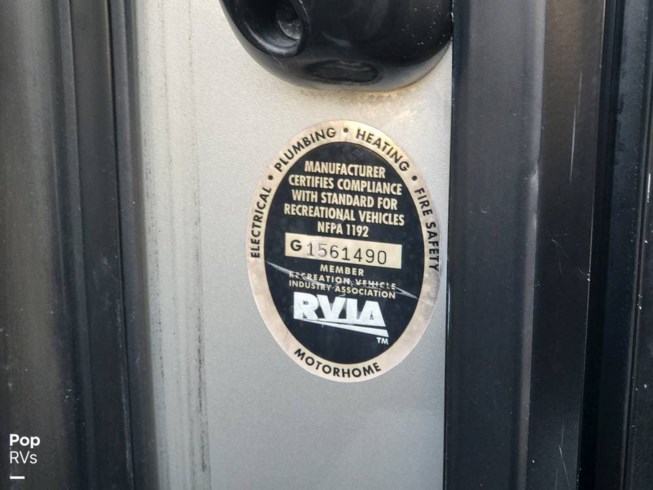 ELECTRICAL • PLUMBING • HEATING • FIRE SAFETY
MANUFACTURER
CERTIFIES COMPLIANCE
WITH STANDARD FOR
RECREATIONAL VEHICLES
NFPA 1192
G 1561490
MEMBER
RECREATION VEHICLE
INDUSTRY ASSOCIATION
RVIA
TM
MOTORHOME
Pop
RVs